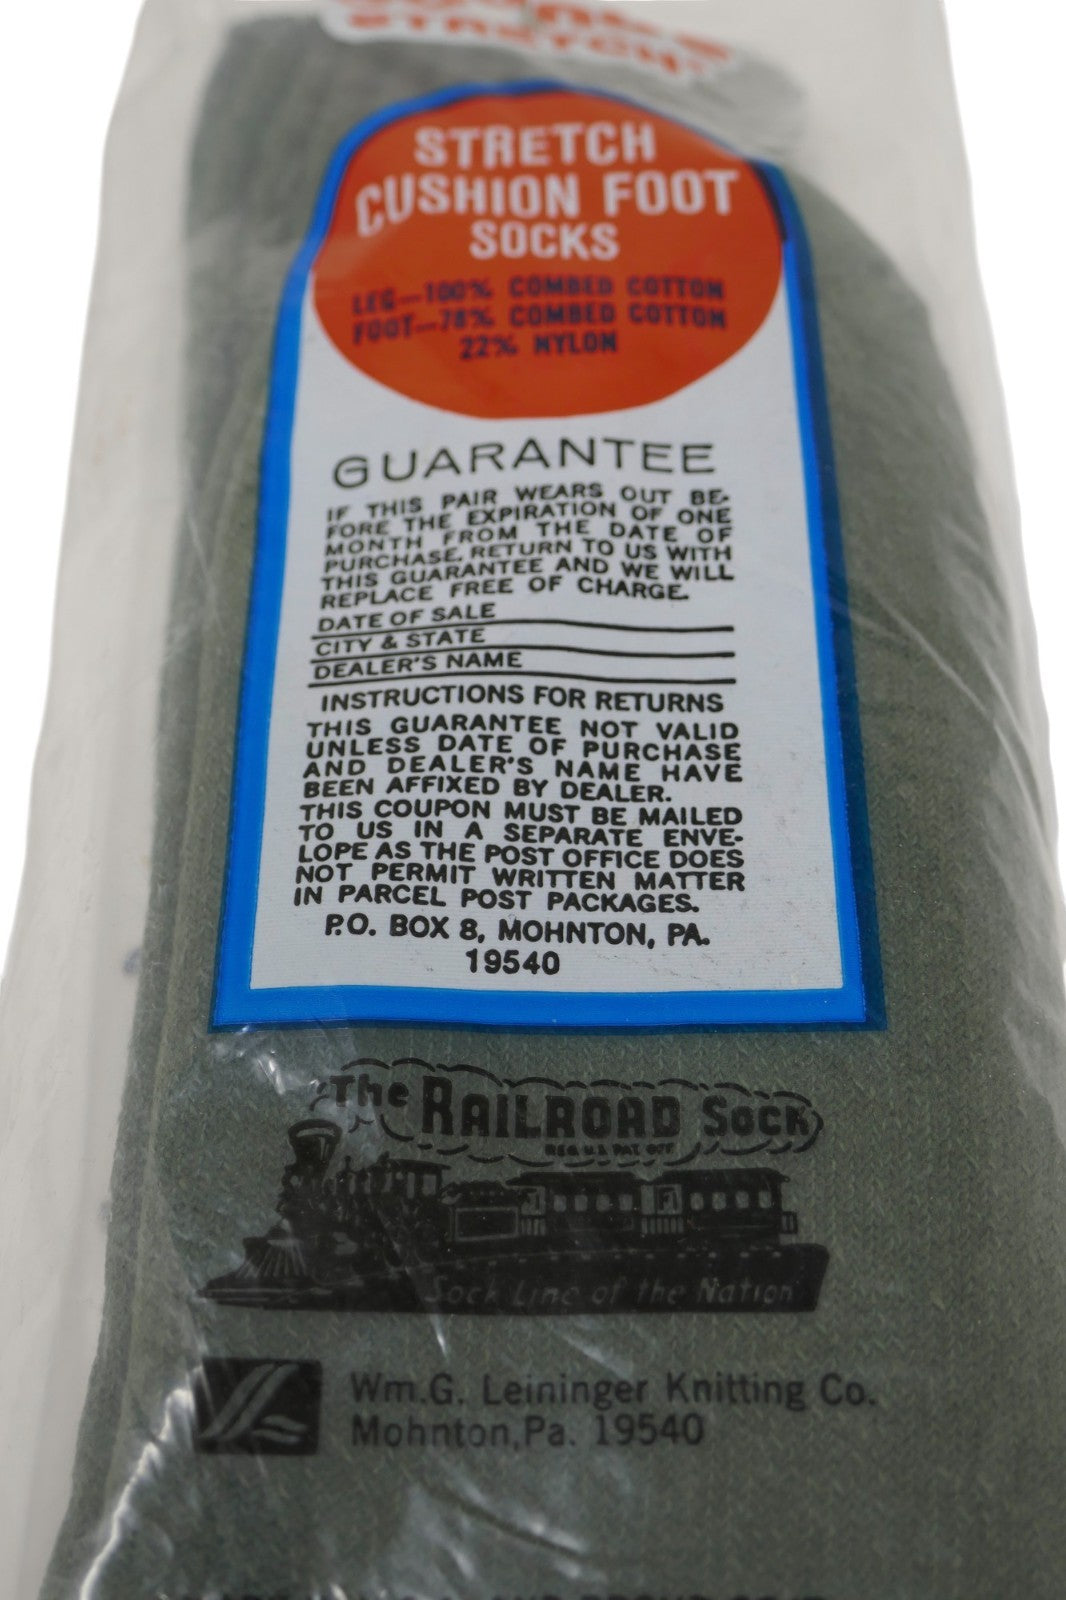 STRETCH
STRETCH
CUSHION FOOT
SOCKS
LEG—100% COMBED COTTON
FOOT—78% COMBED COTTON
22% NYLON
GUARANTEE
IF THIS PAIR WEARS OUT BE-
FORE THE EXPIRATION OF ONE
MONTH FROM THE DATE OF
PURCHASE, RETURN TO US WITH
THIS GUARANTEE AND WE WILL
REPLACE FREE OF CHARGE.
DATE OF SALE
CITY & STATE
DEALER'S NAME
INSTRUCTIONS FOR RETURNS
THIS GUARANTEE NOT VALID
UNLESS DATE OF PURCHASE
AND DEALER'S NAME HAVE
BEEN AFFIXED BY DEALER.
THIS COUPON MUST BE MAILED
TO US IN A SEPARATE ENVE-
LOPE AS THE POST OFFICE DOES
NOT PERMIT WRITTEN MATTER
IN PARCEL POST PACKAGES.
P.O. BOX 8, MOHNTON, PA.
19540
The RAILROAD Sock
REG. U.S. PAT. OFF.
Sock Line of the Nation
Wm.G. Leininger Knitting Co.
Mohnton,Pa. 19540